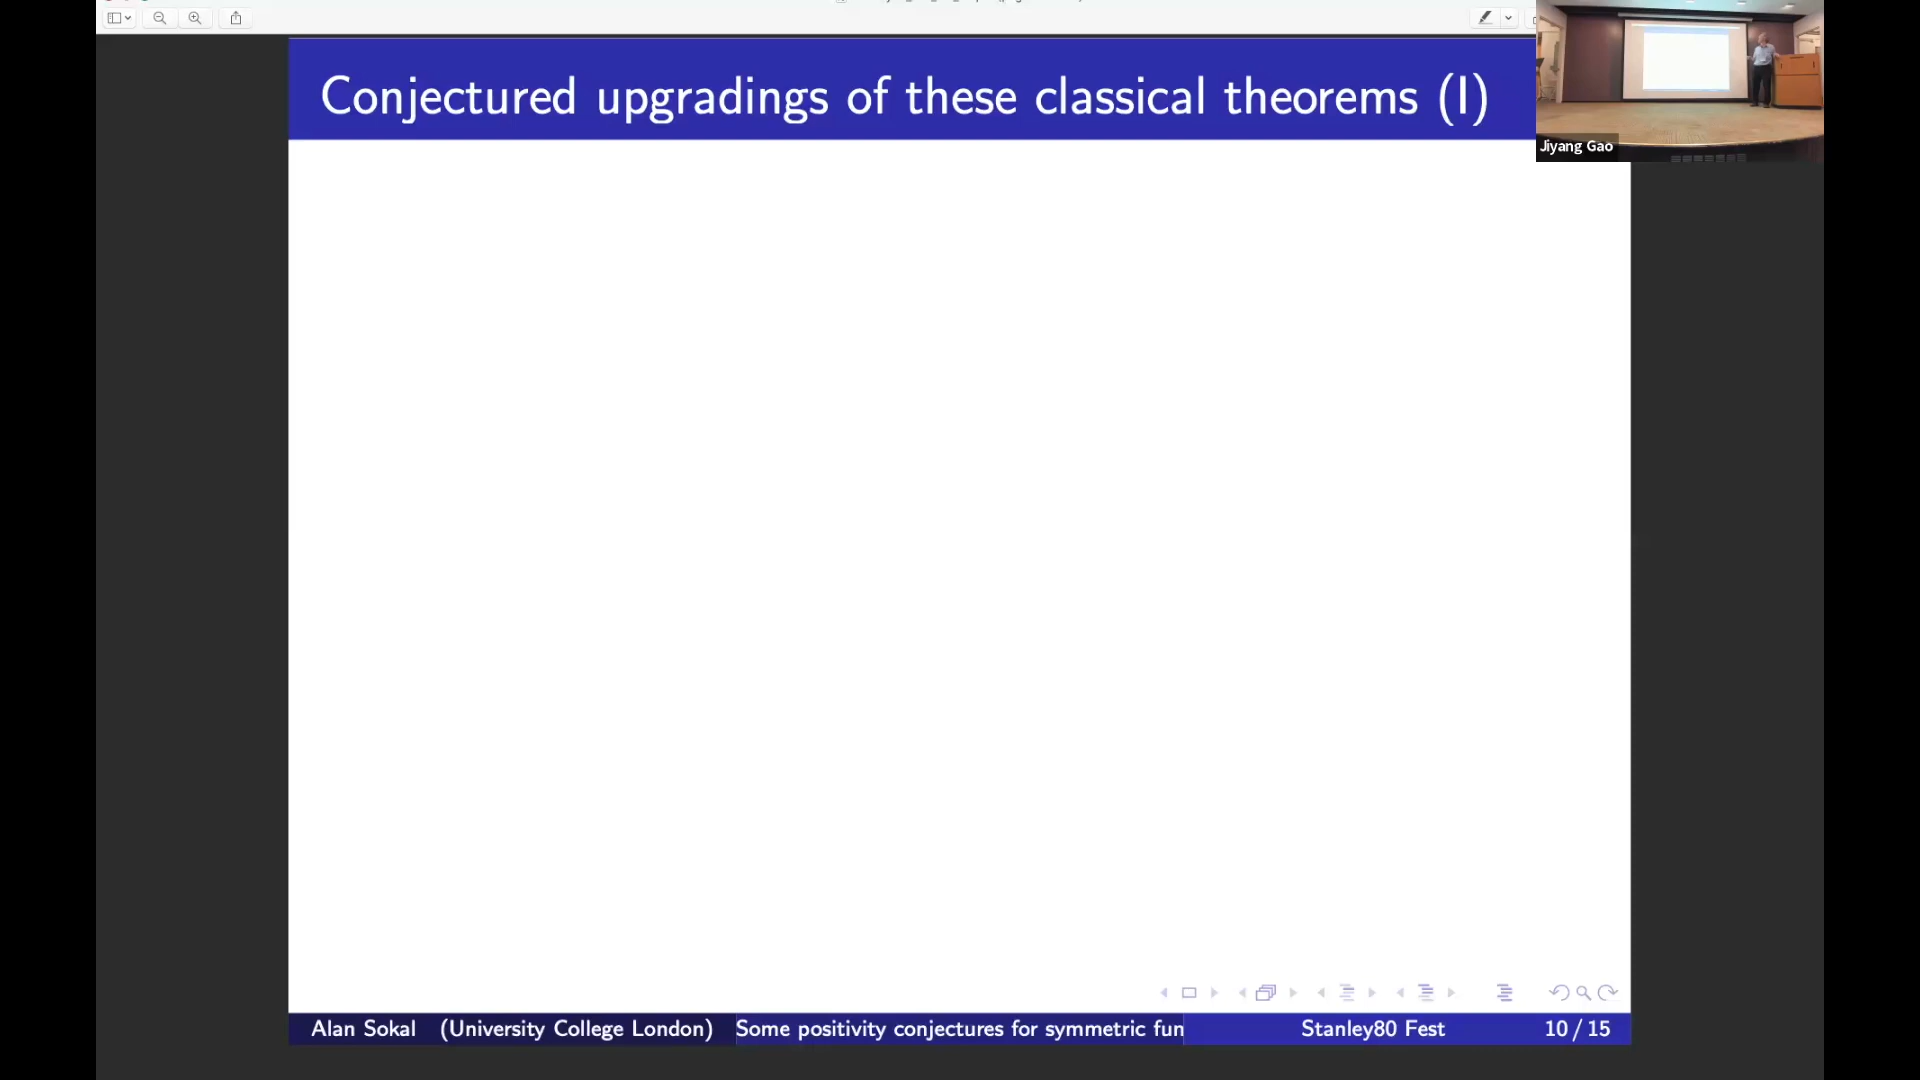 Conjectured upgradings of these classical theorems (I)
Jiyang Gao
Alan Sokal (University College London)
Some positivity conjectures for symmetric fun
Stanley80 Fest
10 / 15